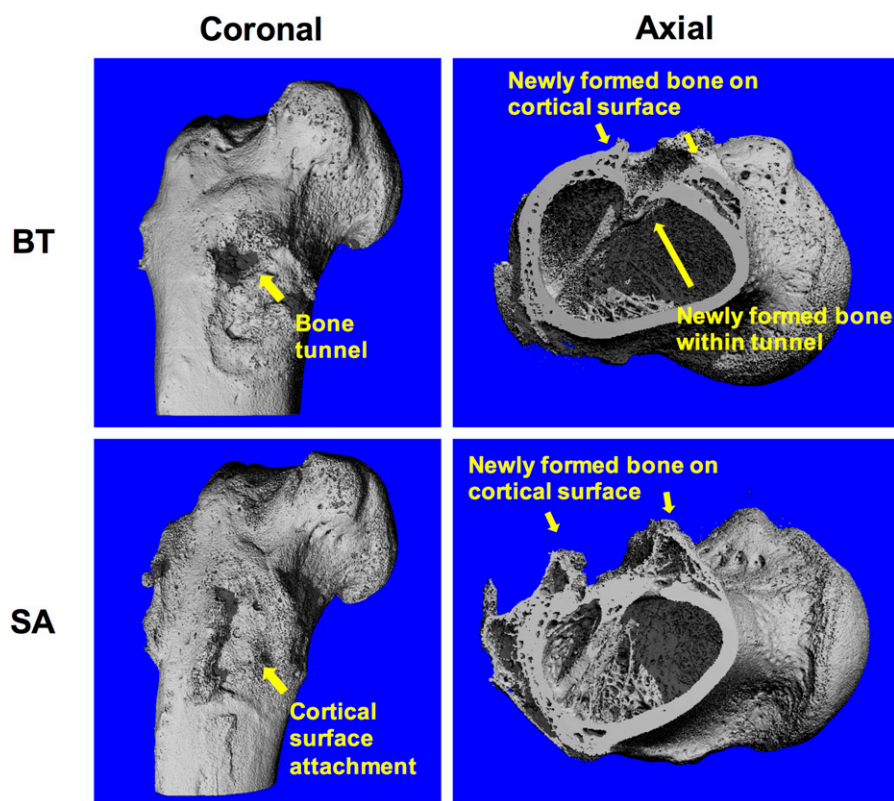 Coronal
Axial
BT
Bone
tunnel
Newly formed bone on
cortical surface
Newly formed bone
within tunnel
SA
Cortical
surface
attachment
Newly formed bone on
cortical surface